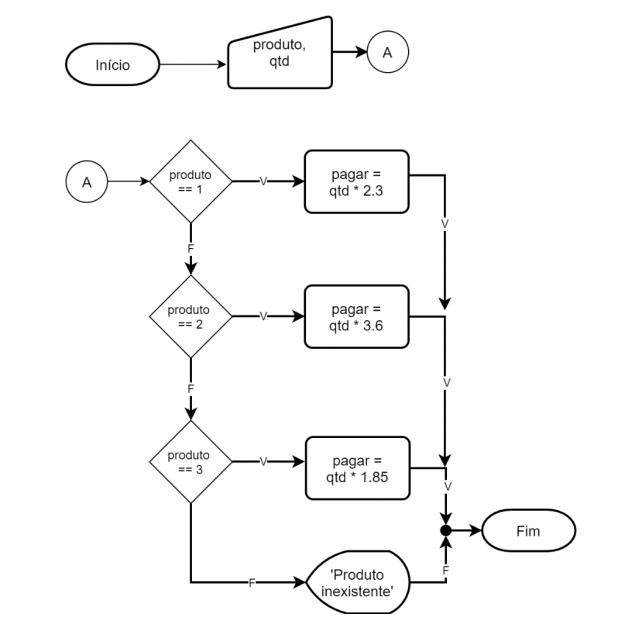 Início
produto,
qtd
A
A
produto
== 1
V
pagar =
qtd * 2.3
V
F
produto
== 2
V
pagar =
qtd * 3.6
V
F
produto
== 3
V
pagar =
qtd * 1.85
V
Fim
F
'Produto
inexistente'
F